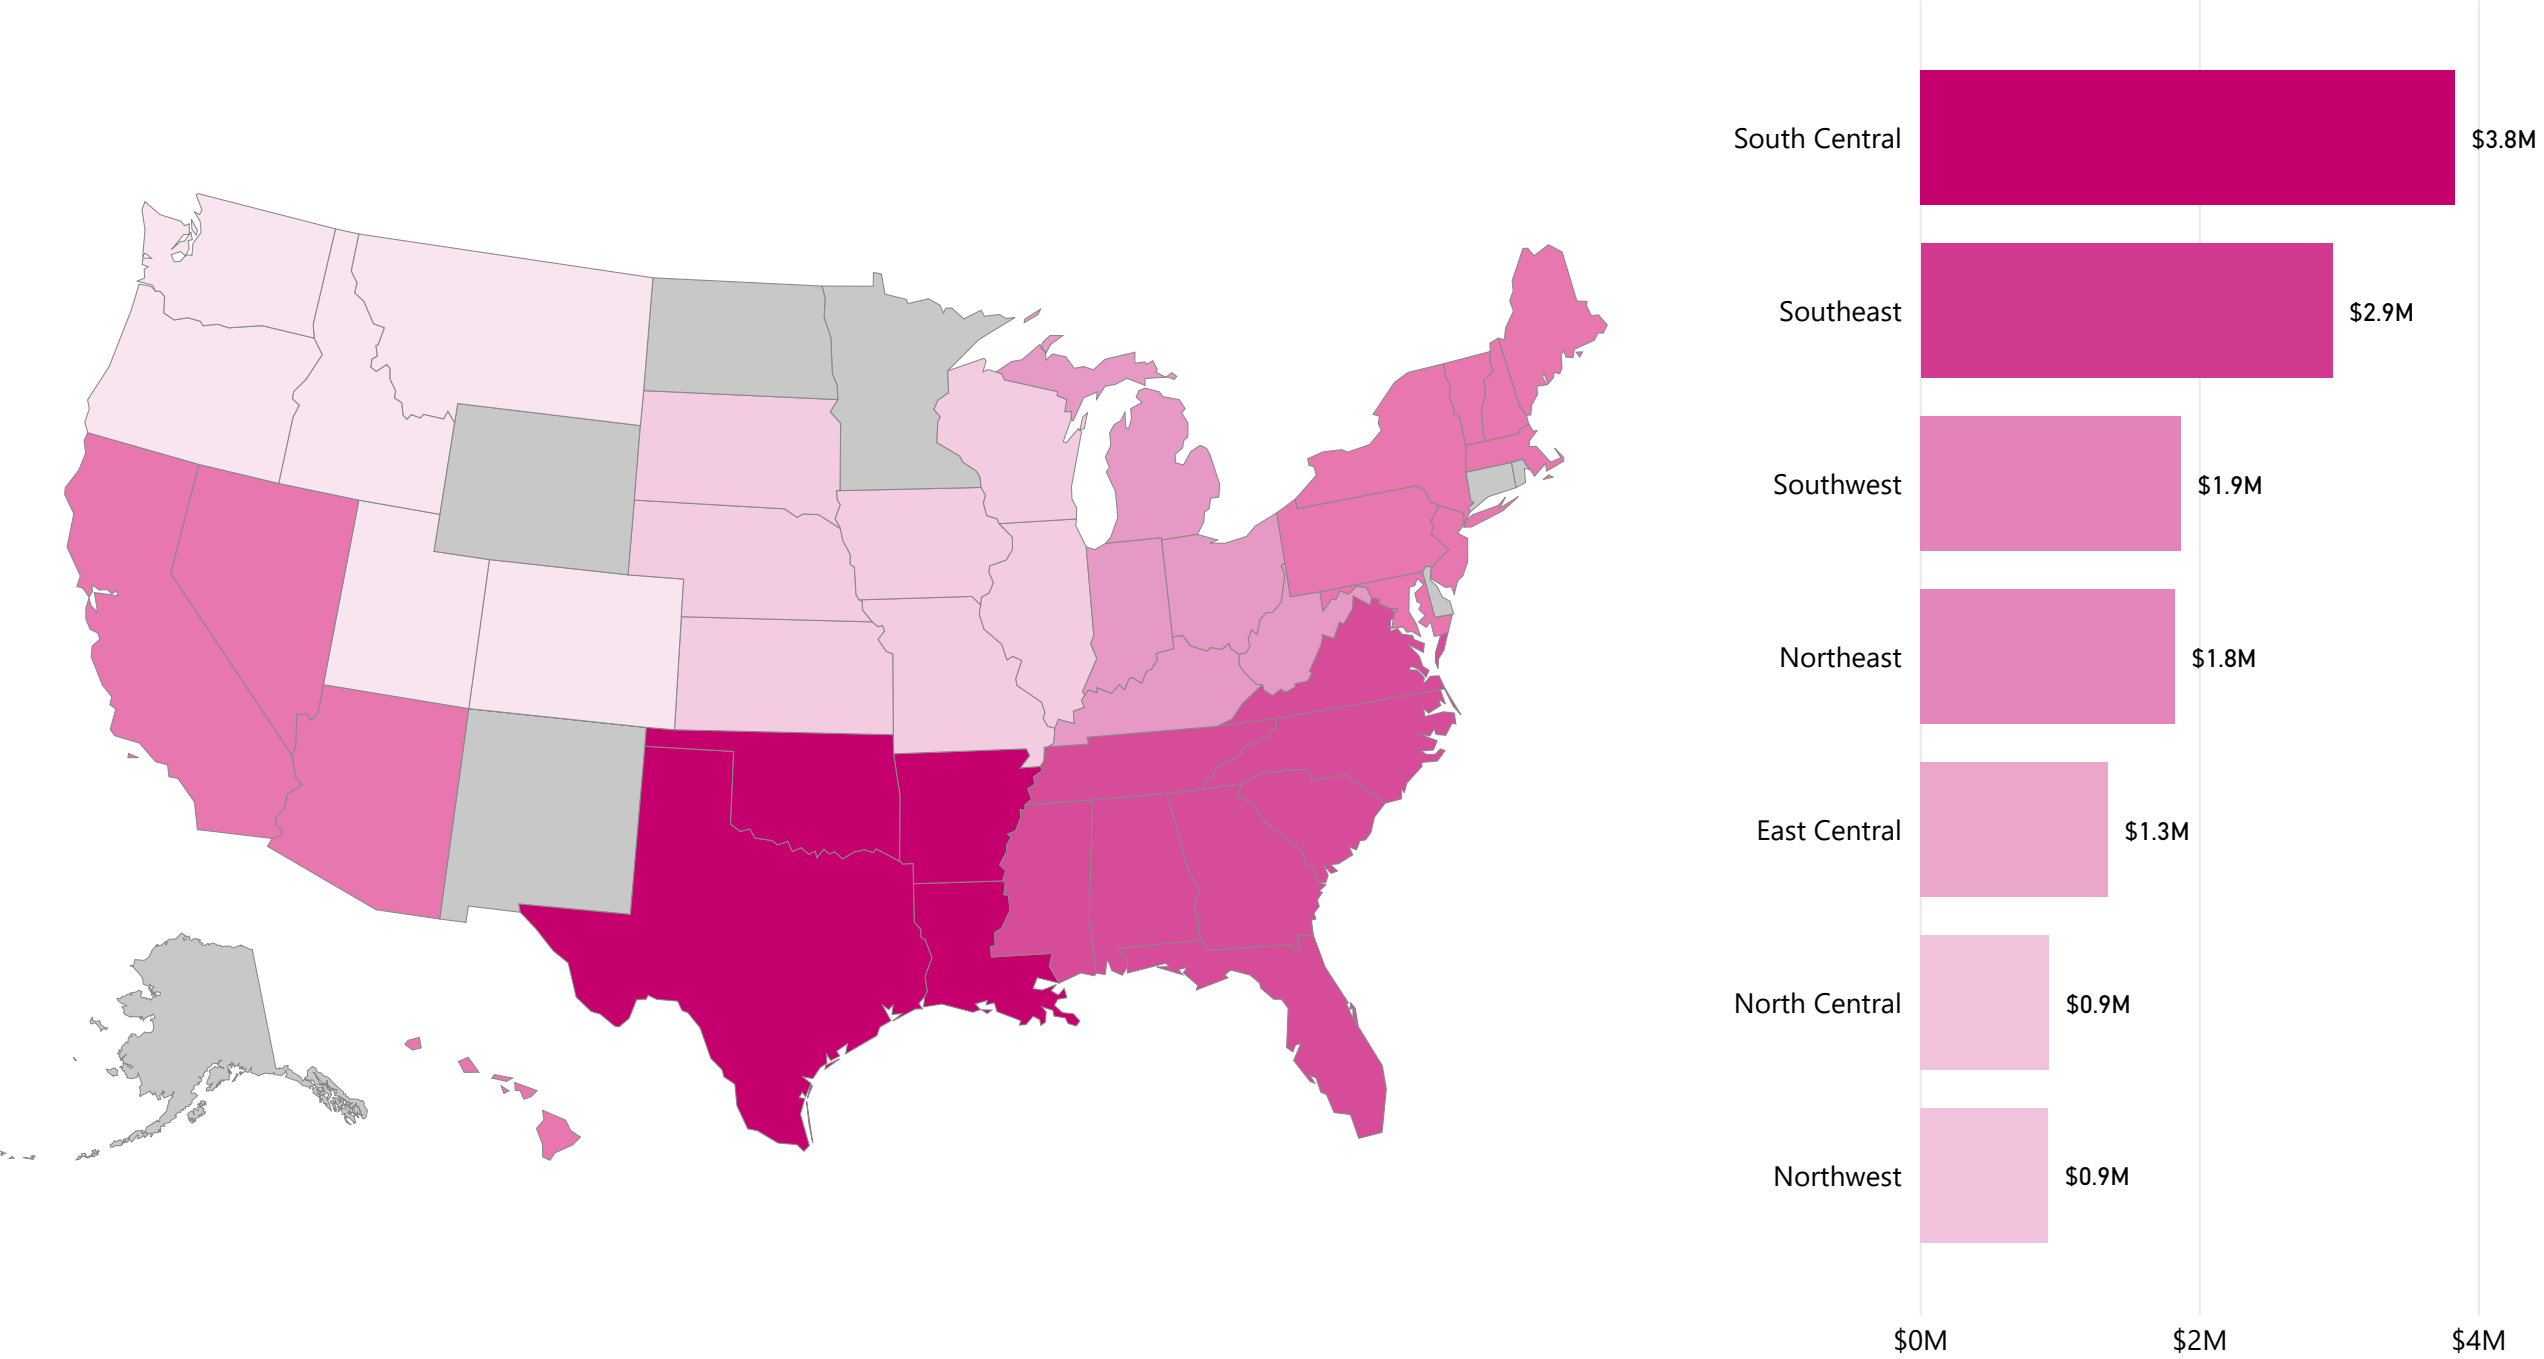 South Central $3.8M
Southeast $2.9M
Southwest $1.9M
Northeast $1.8M
East Central $1.3M
North Central $0.9M
Northwest $0.9M
$0M $2M $4M